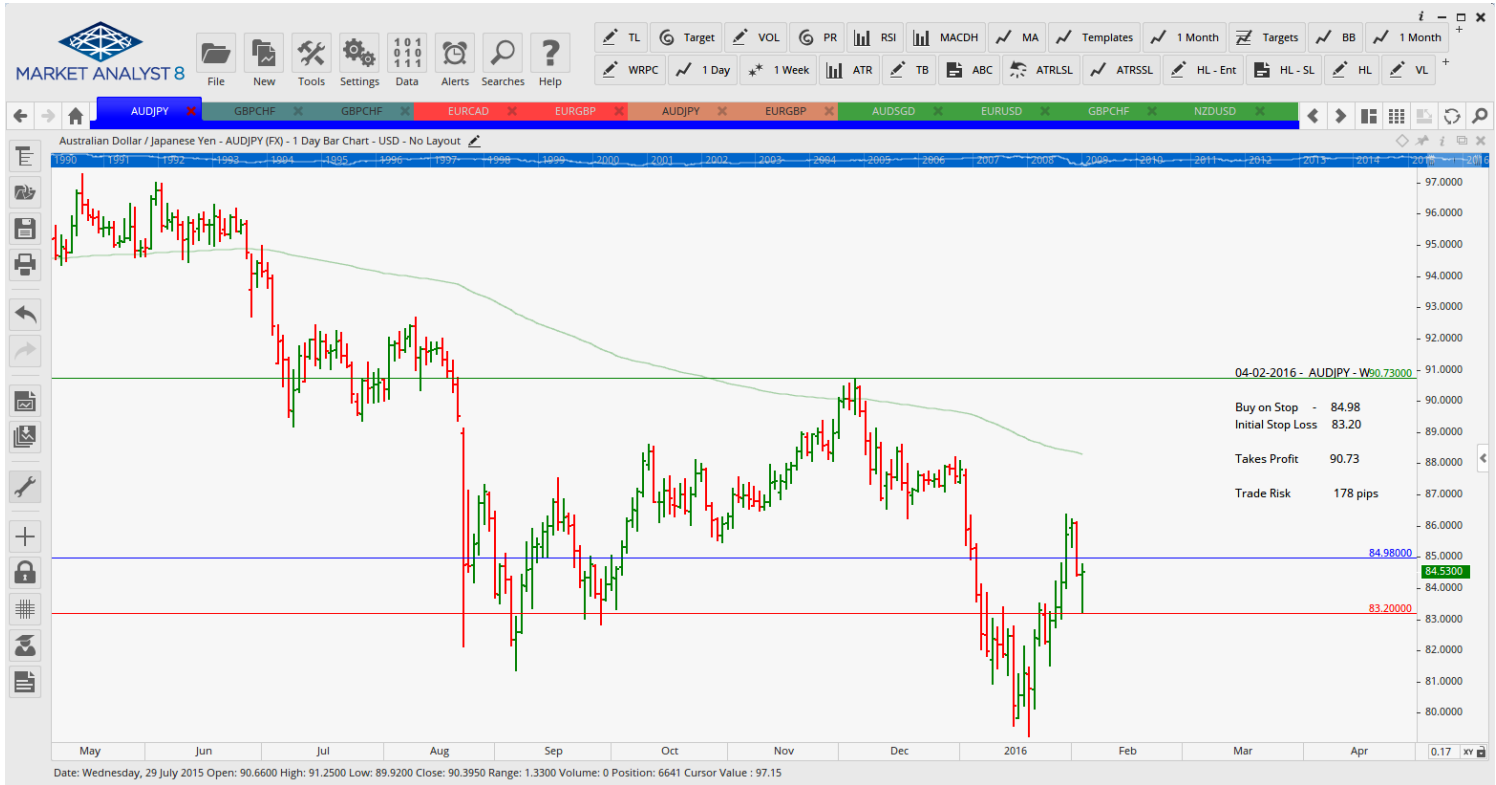 i
TL Target VOL PR RSI MACDH MA Templates 1 Month Targets BB 1 Month +
MARKET ANALYST 8
File New Tools Settings Data Alerts Searches Help
101
010
111
?
WRPC 1 Day 1 Week ATR TB ABC ATRLSL ATRSSL HL - Ent HL - SL HL VL +
AUDJPY GBPCHF GBPCHF EURCAD EURGBP AUDJPY EURGBP AUDSGD EURUSD GBPCHF NZDUSD
Australian Dollar / Japanese Yen - AUDJPY (FX) - 1 Day Bar Chart - USD - No Layout
1990 1991 1992 1993 1994 1995 1996 1997 1998 1999 2000 2001 2002 2003 2004 2005 2006 2007 2008 2009 2010 2011 2012 2013 2014 2015 2016
97.0000
96.0000
95.0000
94.0000
93.0000
92.0000
91.0000
04-02-2016 - AUDJPY - W 90.73000
90.0000
Buy on Stop - 84.98
Initial Stop Loss 83.20
89.0000
Takes Profit 90.73
88.0000
Trade Risk 178 pips
87.0000
86.0000
84.98000
85.0000
84.5300
84.0000
83.20000
83.0000
82.0000
81.0000
80.0000
May Jun Jul Aug Sep Oct Nov Dec 2016 Feb Mar Apr 0.17 XY
Date: Wednesday, 29 July 2015 Open: 90.6600 High: 91.2500 Low: 89.9200 Close: 90.3950 Range: 1.3300 Volume: 0 Position: 6641 Cursor Value : 97.15